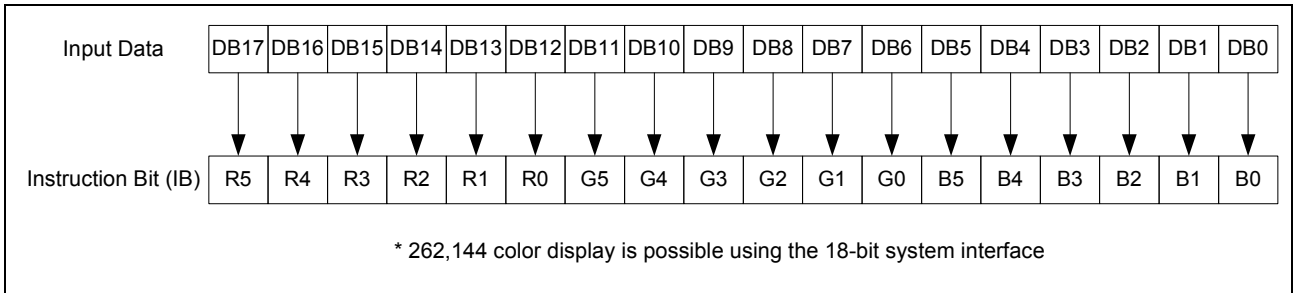 Input Data DB17 DB16 DB15 DB14 DB13 DB12 DB11 DB10 DB9 DB8 DB7 DB6 DB5 DB4 DB3 DB2 DB1 DB0
Instruction Bit (IB) R5 R4 R3 R2 R1 R0 G5 G4 G3 G2 G1 G0 B5 B4 B3 B2 B1 B0
* 262,144 color display is possible using the 18-bit system interface